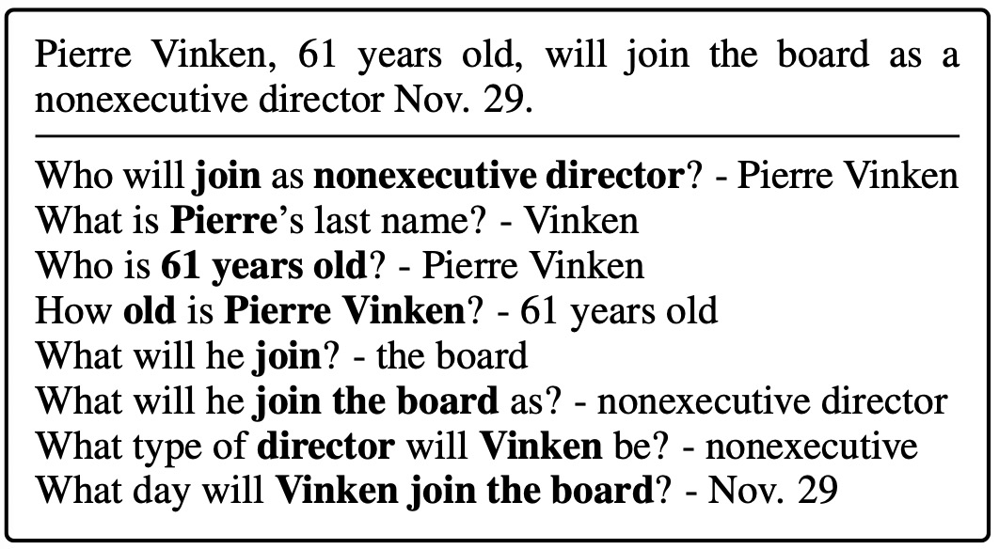 Pierre Vinken, 61 years old, will join the board as a
nonexecutive director Nov. 29.
Who will join as nonexecutive director? - Pierre Vinken
What is Pierre’s last name? - Vinken
Who is 61 years old? - Pierre Vinken
How old is Pierre Vinken? - 61 years old
What will he join? - the board
What will he join the board as? - nonexecutive director
What type of director will Vinken be? - nonexecutive
What day will Vinken join the board? - Nov. 29